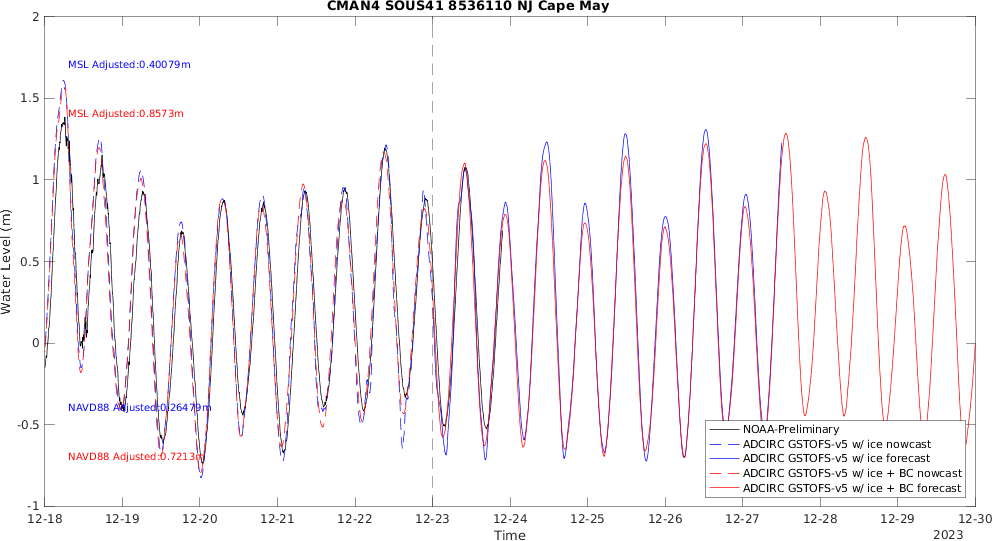 CMAN4 SOUS41 8536110 NJ Cape May
2
1.5
1
0.5
0
-0.5
-1
Water Level (m)
MSL Adjusted:0.40079m
MSL Adjusted:0.8573m
NAVD88 Adjusted:0.26479m
NAVD88 Adjusted:0.7213m
NOAA-Preliminary
ADCIRC GSTOFS-v5 w/ ice nowcast
ADCIRC GSTOFS-v5 w/ ice forecast
ADCIRC GSTOFS-v5 w/ ice + BC nowcast
ADCIRC GSTOFS-v5 w/ ice + BC forecast
12-18 12-19 12-20 12-21 12-22 12-23 12-24 12-25 12-26 12-27 12-28 12-29 12-30
Time
2023